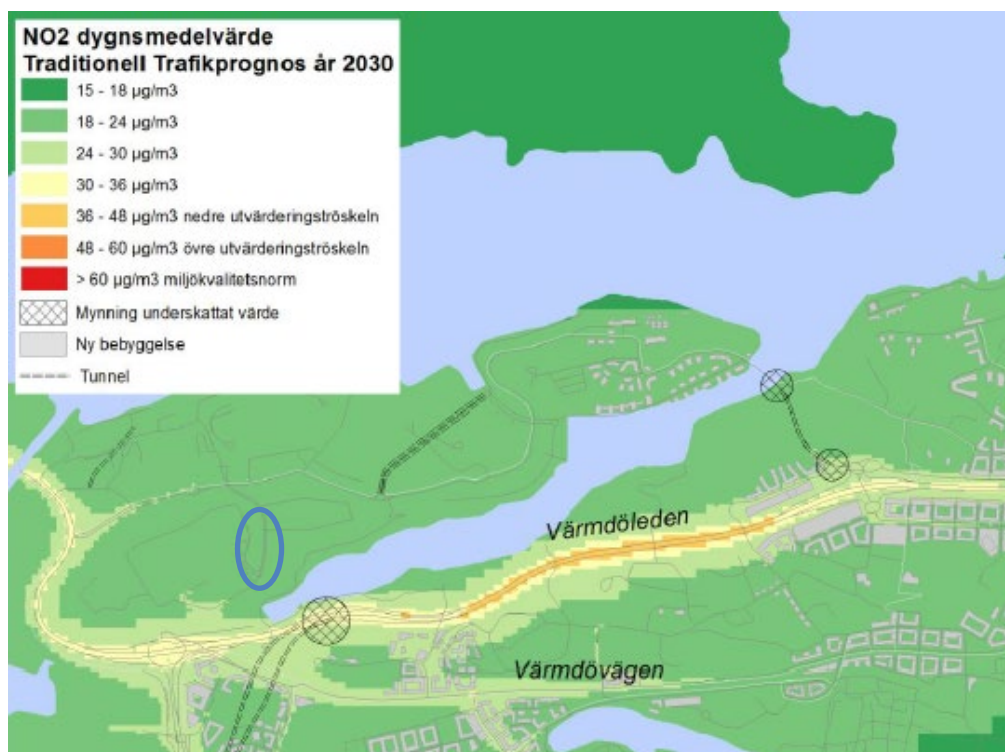 NO2 dygnsmedelvärde
Traditionell Trafikprognos år 2030
15 - 18 µg/m3
18 - 24 µg/m3
24 - 30 µg/m3
30 - 36 µg/m3
36 - 48 µg/m3 nedre utvärderingströskeln
48 - 60 µg/m3 övre utvärderingströskeln
> 60 µg/m3 miljökvalitetsnorm
Mynning underskattat värde
Ny bebyggelse
Tunnel
Värmdöleden
Värmdövägen